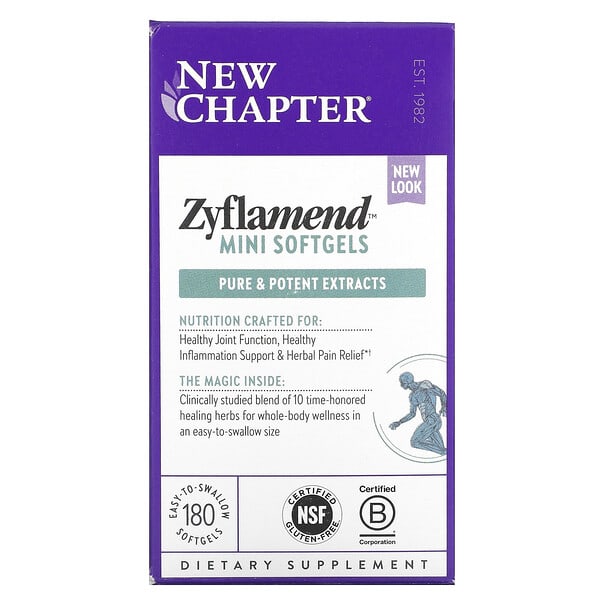 NEW
CHAPTER®
EST. 1982
NEW
LOOK
Zyflamend™
MINI SOFTGELS
PURE & POTENT EXTRACTS
NUTRITION CRAFTED FOR:
Healthy Joint Function, Healthy
Inflammation Support & Herbal Pain Relief*†
THE MAGIC INSIDE:
Clinically studied blend of 10 time-honored
healing herbs for whole-body wellness in
an easy-to-swallow size
EASY-TO-SWALLOW
180
SOFTGELS
CERTIFIED
NSF
GLUTEN-FREE
Certified
B
Corporation
DIETARY SUPPLEMENT